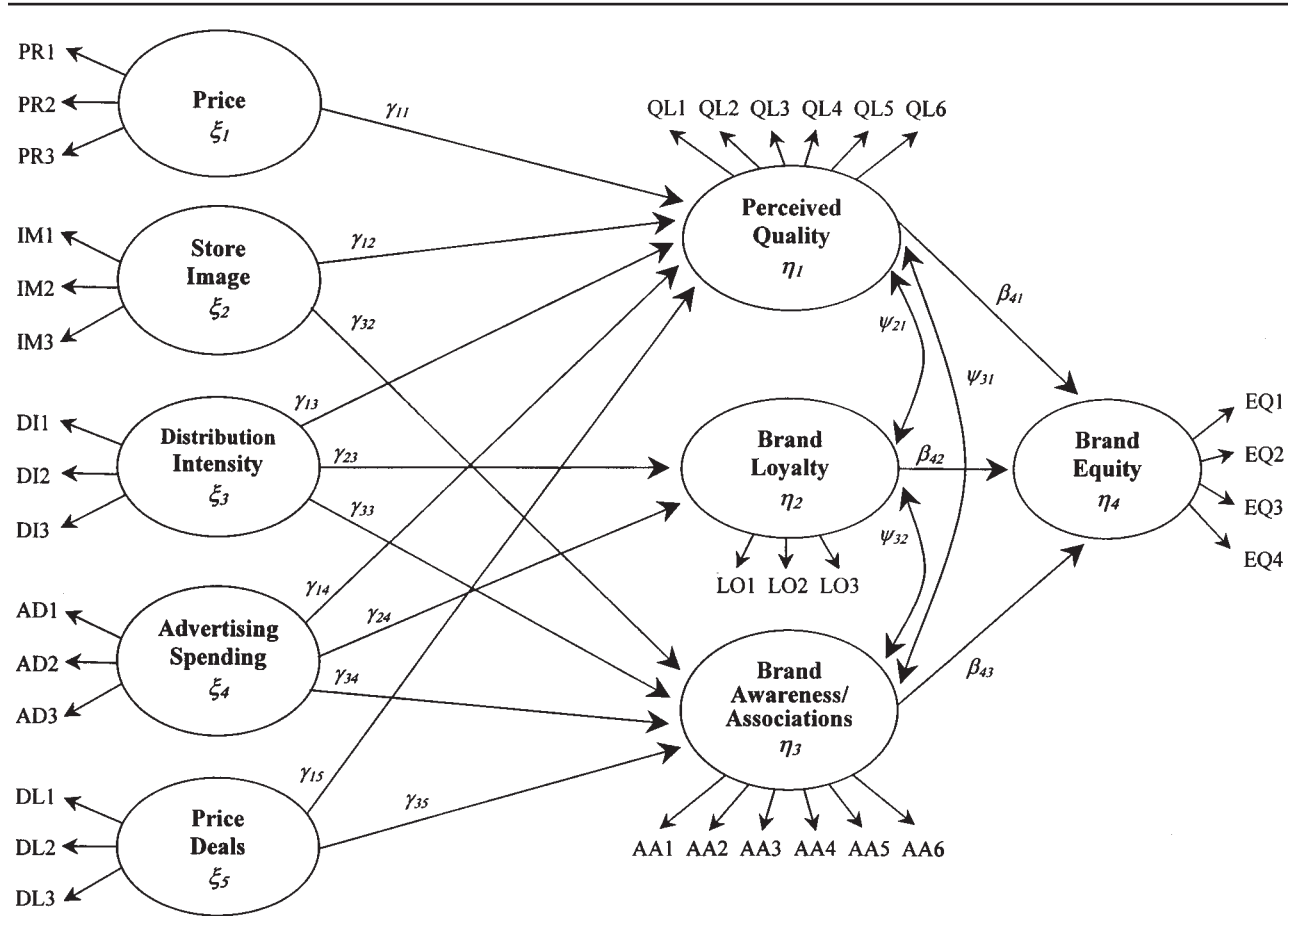 PR1
PR2
PR3
Price
ξ1
γ11
IM1
IM2
IM3
Store
Image
ξ2
γ12
γ32
DI1
DI2
DI3
Distribution
Intensity
ξ3
γ13
γ23
γ33
AD1
AD2
AD3
Advertising
Spending
ξ4
γ14
γ24
γ34
DL1
DL2
DL3
Price
Deals
ξ5
γ15
γ35
QL1 QL2 QL3 QL4 QL5 QL6
Perceived
Quality
η1
ψ21
ψ31
β41
Brand
Loyalty
η2
β42
ψ32
LO1 LO2 LO3
Brand
Awareness/
Associations
η3
β43
AA1 AA2 AA3 AA4 AA5 AA6
Brand
Equity
η4
EQ1
EQ2
EQ3
EQ4